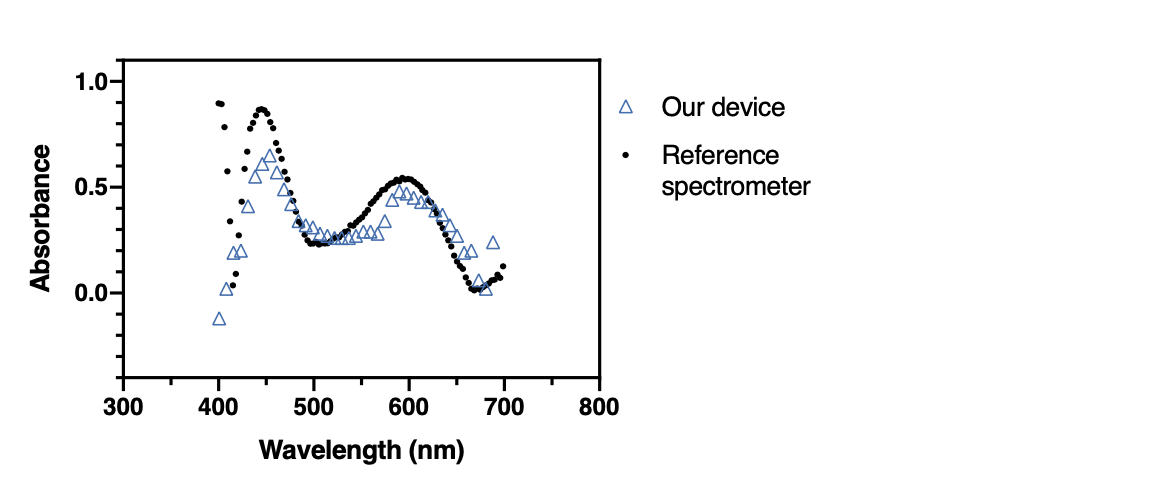 1.0
0.5
0.0
Absorbance
300 400 500 600 700 800
Wavelength (nm)
Our device
Reference
spectrometer